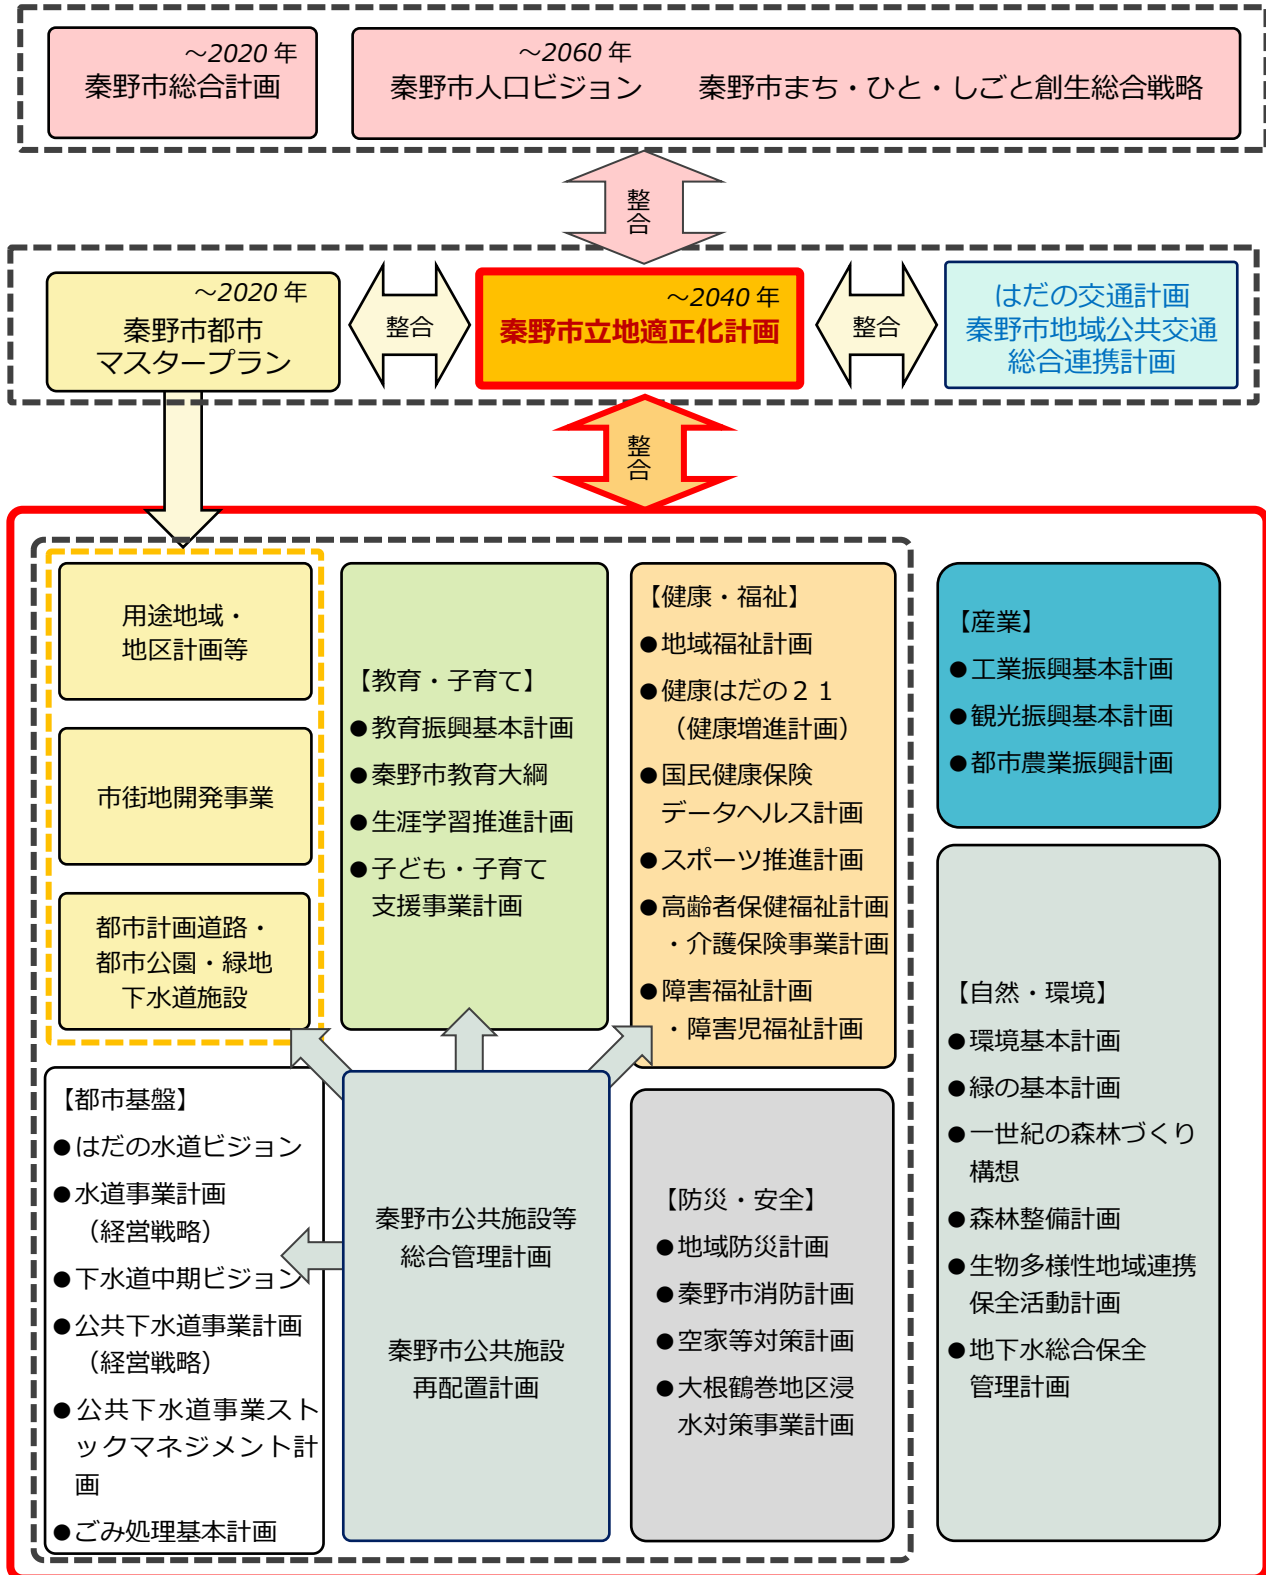 ～2020 年
秦野市総合計画
～2060 年
秦野市人口ビジョン　　秦野市まち・ひと・しごと創生総合戦略
整
合
～2020 年
秦野市都市
マスタープラン
整合
～2040 年
秦野市立地適正化計画
整合
はだの交通計画
秦野市地域公共交通
総合連携計画
整
合
用途地域・
地区計画等
市街地開発事業
都市計画道路・
都市公園・緑地
下水道施設
【教育・子育て】
●教育振興基本計画
●秦野市教育大綱
●生涯学習推進計画
●子ども・子育て
支援事業計画
【健康・福祉】
●地域福祉計画
●健康はだの２１
（健康増進計画）
●国民健康保険
データヘルス計画
●スポーツ推進計画
●高齢者保健福祉計画
・介護保険事業計画
●障害福祉計画
・障害児福祉計画
【産業】
●工業振興基本計画
●観光振興基本計画
●都市農業振興計画
【都市基盤】
●はだの水道ビジョン
●水道事業計画
（経営戦略）
●下水道中期ビジョン
●公共下水道事業計画
（経営戦略）
●公共下水道事業スト
ックマネジメント計
画
●ごみ処理基本計画
秦野市公共施設等
総合管理計画
秦野市公共施設
再配置計画
【防災・安全】
●地域防災計画
●秦野市消防計画
●空家等対策計画
●大根鶴巻地区浸
水対策事業計画
【自然・環境】
●環境基本計画
●緑の基本計画
●一世紀の森林づくり
構想
●森林整備計画
●生物多様性地域連携
保全活動計画
●地下水総合保全
管理計画